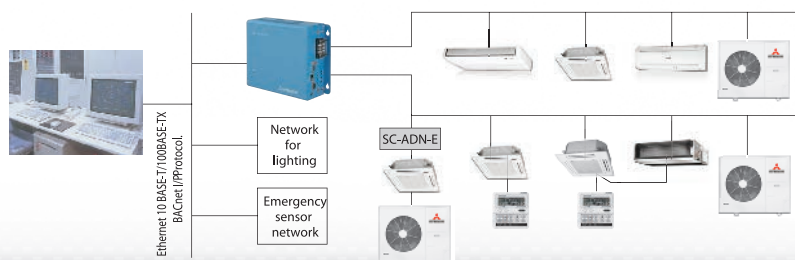 Ethernet 10 BASE-T/100BASE-TX
BACnet I/PProtocol.
Network
for
lighting
Emergency
sensor
network
SC-ADN-E